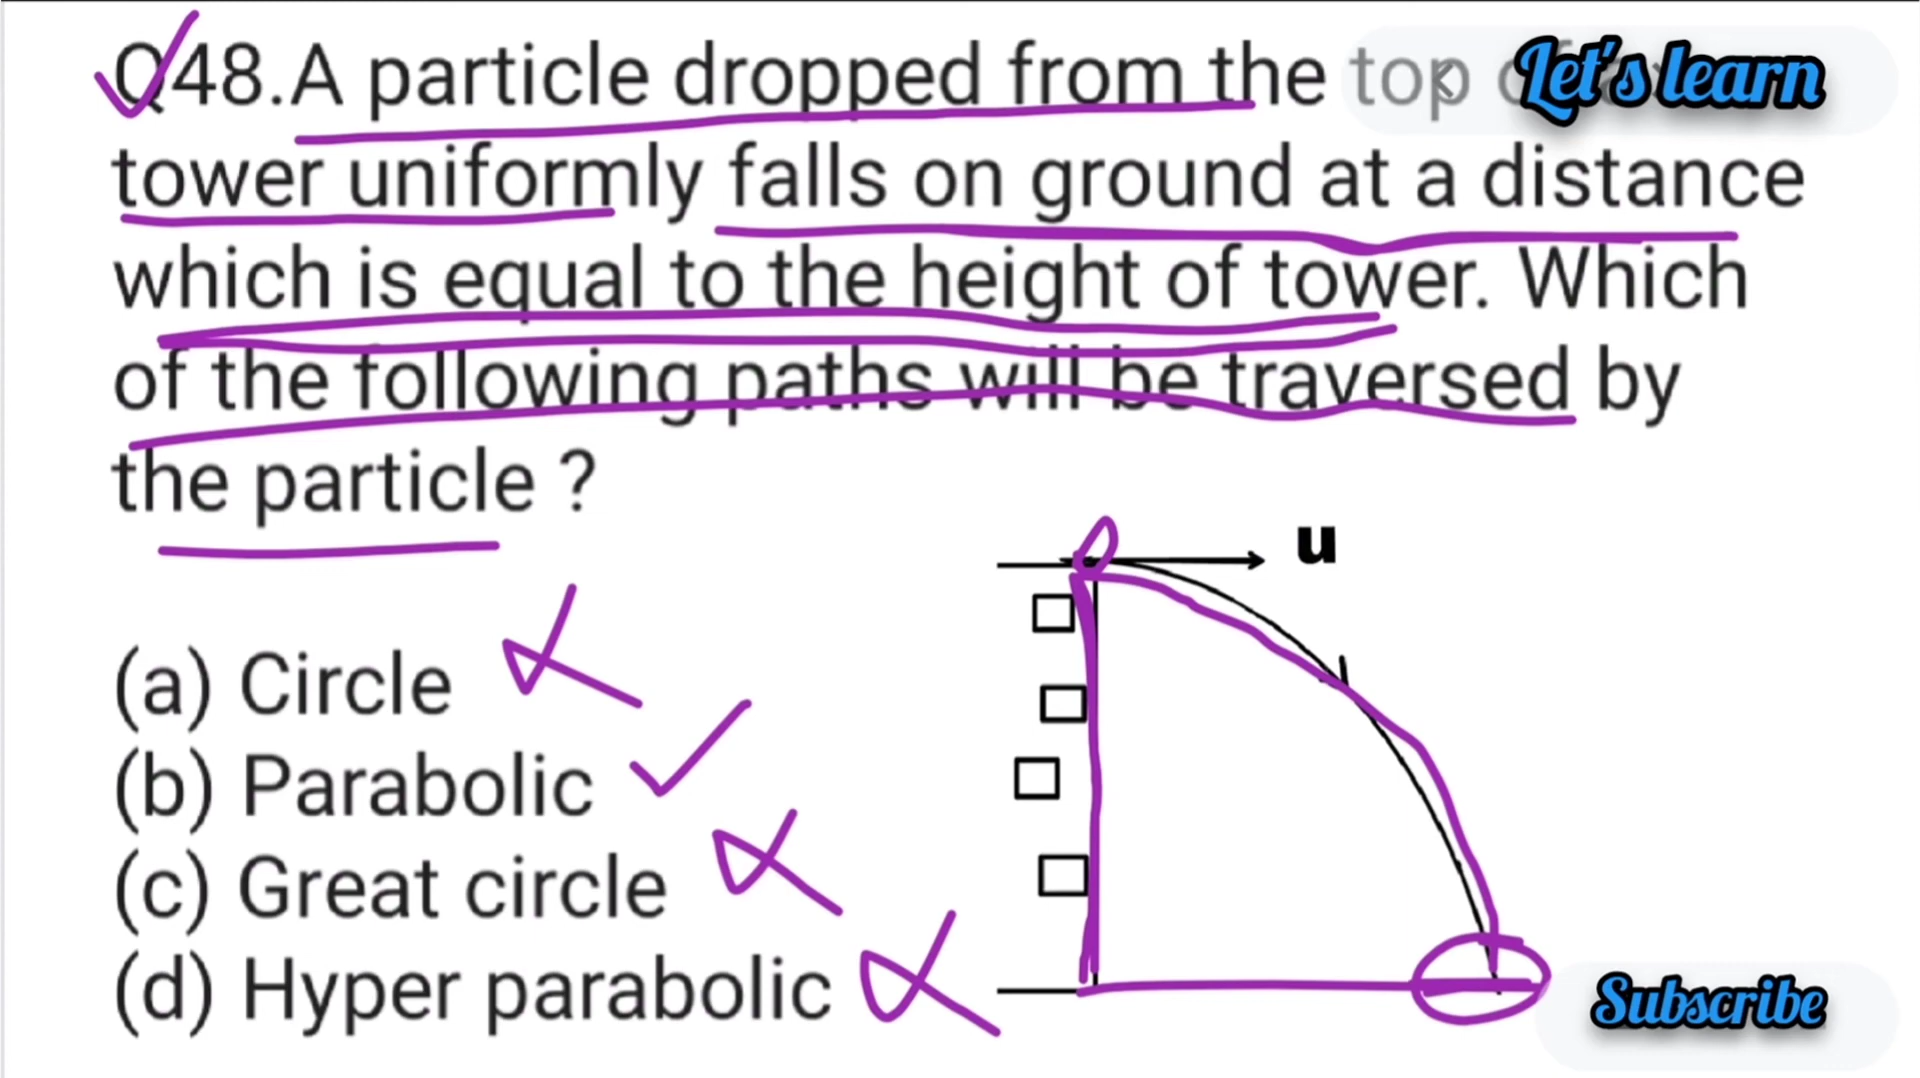 Q48.A particle dropped from the top
Let's learn
tower uniformly falls on ground at a distance
which is equal to the height of tower. Which
of the following paths will be traversed by
the particle ?
u
(a) Circle
(b) Parabolic
(c) Great circle
(d) Hyper parabolic
Subscribe